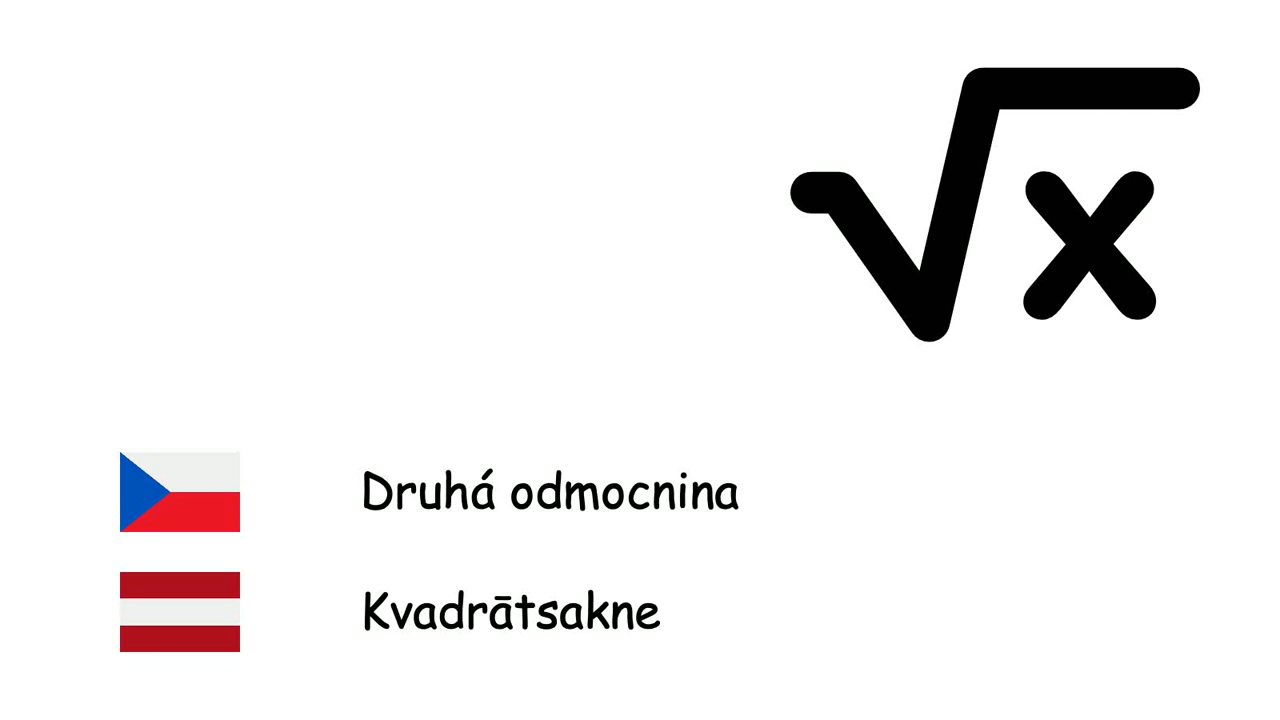 √x
Druhá odmocnina
Kvadrātsakne